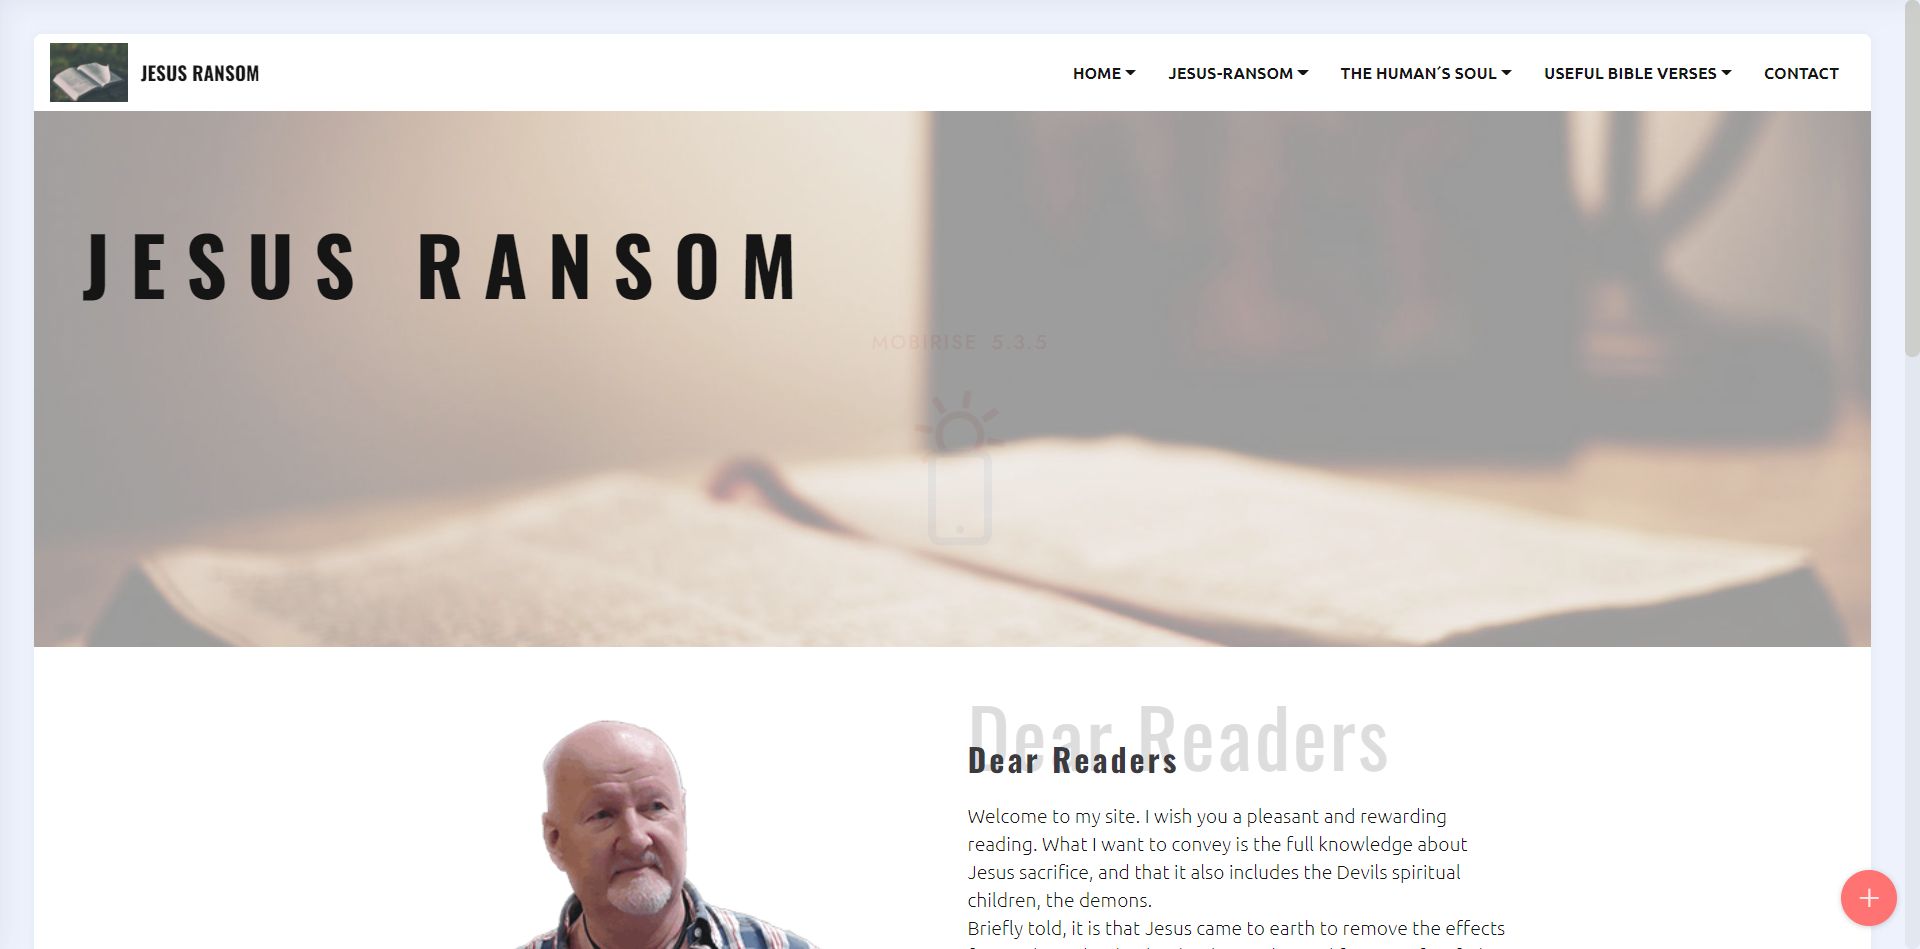 JESUS RANSOM
HOME
JESUS-RANSOM
THE HUMAN´S SOUL
USEFUL BIBLE VERSES
CONTACT
JESUS RANSOM
MOBIRISE 5.3.5
Dear Readers
Dear Readers
Welcome to my site. I wish you a pleasant and rewarding
reading. What I want to convey is the full knowledge about
Jesus sacrifice, and that it also includes the Devils spiritual
children, the demons.
Briefly told, it is that Jesus came to earth to remove the effects